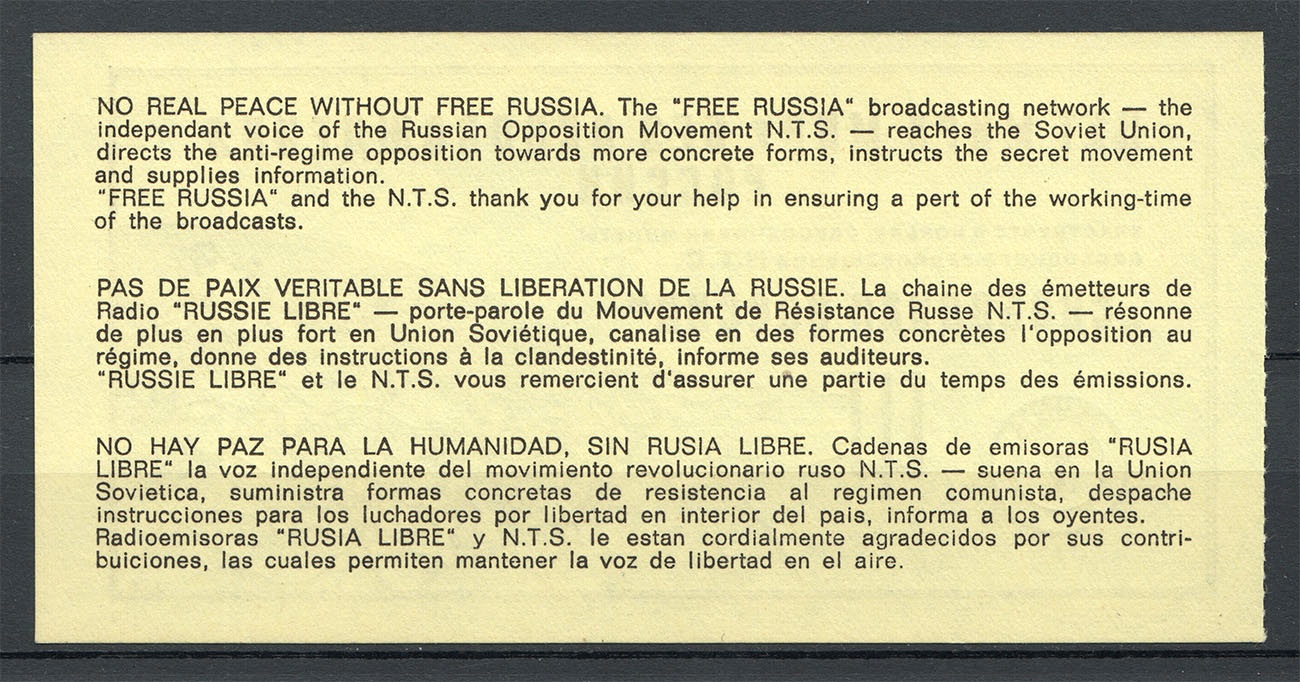 NO REAL PEACE WITHOUT FREE RUSSIA. The "FREE RUSSIA" broadcasting network — the
independant voice of the Russian Opposition Movement N.T.S. — reaches the Soviet Union,
directs the anti-regime opposition towards more concrete forms, instructs the secret movement
and supplies information.
"FREE RUSSIA" and the N.T.S. thank you for your help in ensuring a pert of the working-time
of the broadcasts.
PAS DE PAIX VERITABLE SANS LIBERATION DE LA RUSSIE. La chaine des émetteurs de
Radio "RUSSIE LIBRE" — porte-parole du Mouvement de Résistance Russe N.T.S. — résonne
de plus en plus fort en Union Soviétique, canalise en des formes concrètes l'opposition au
régime, donne des instructions à la clandestinité, informe ses auditeurs.
"RUSSIE LIBRE" et le N.T.S. vous remercient d'assurer une partie du temps des émissions.
NO HAY PAZ PARA LA HUMANIDAD, SIN RUSIA LIBRE. Cadenas de emisoras "RUSIA
LIBRE" la voz independiente del movimiento revolucionario ruso N.T.S. — suena en la Union
Sovietica, suministra formas concretas de resistencia al regimen comunista, despache
instrucciones para los luchadores por libertad en interior del pais, informa a los oyentes.
Radioemisoras "RUSIA LIBRE" y N.T.S. le estan cordialmente agradecidos por sus contri-
buiciones, las cuales permiten mantener la voz de libertad en el aire.